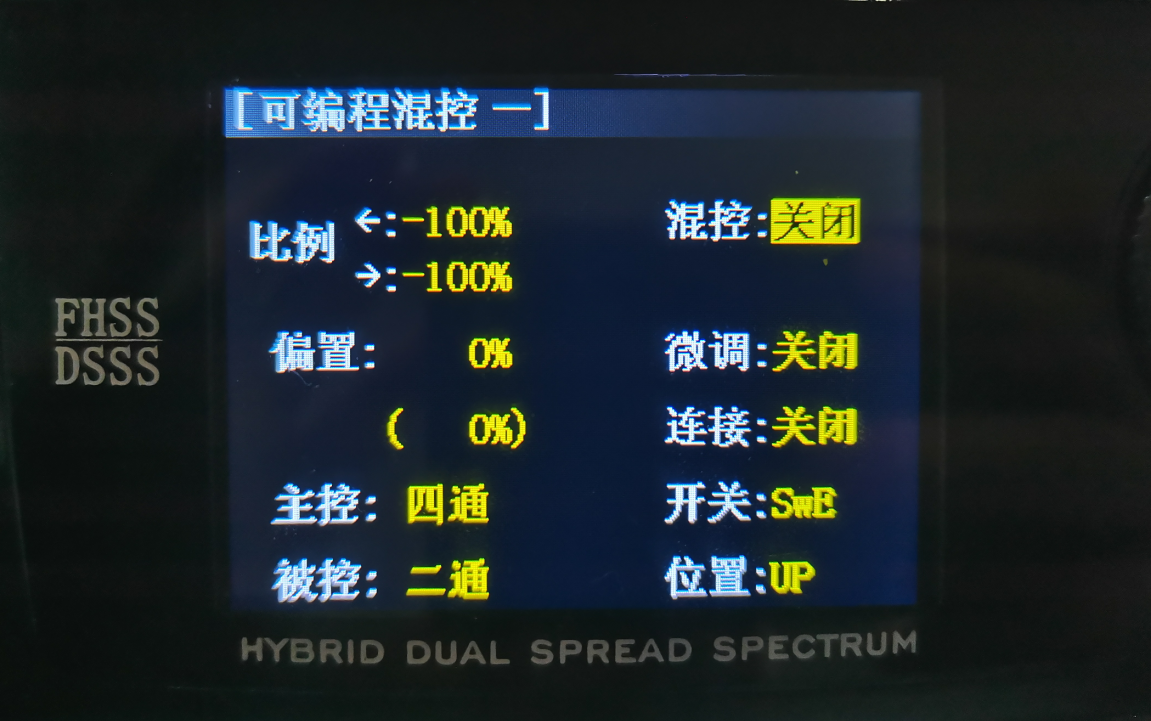 [可编程混控 一]
比例 ←:-100% 混控:关闭
→:-100%
FHSS
DSSS
偏置: 0% 微调:关闭
( 0%) 连接:关闭
主控: 四通 开关:SwE
被控: 二通 位置:UP
HYBRID DUAL SPREAD SPECTRUM